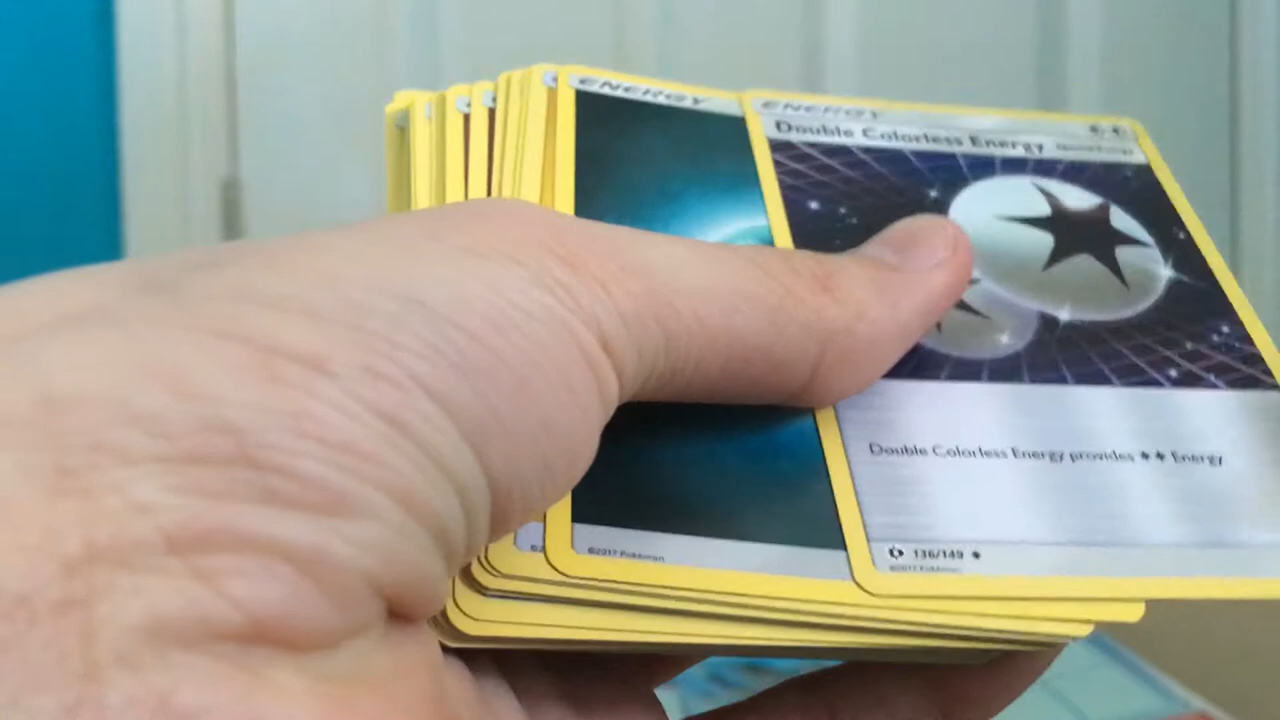 ENERGY
ENERGY
Double Colorless Energy
Special Energy
Double Colorless Energy provides ✶✶ Energy
136/149 ◆
©2017 Pokémon
©2017 Pokémon